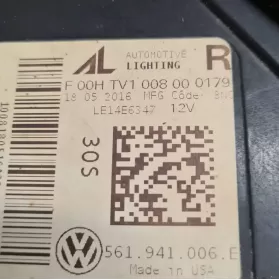 AL AUTOMOTIVE LIGHTING R
F 00H TV1 008 00 0179
18 05 2016 MFG Code:
LE14E6347 12V
30S
561.941.006.E
Made in USA